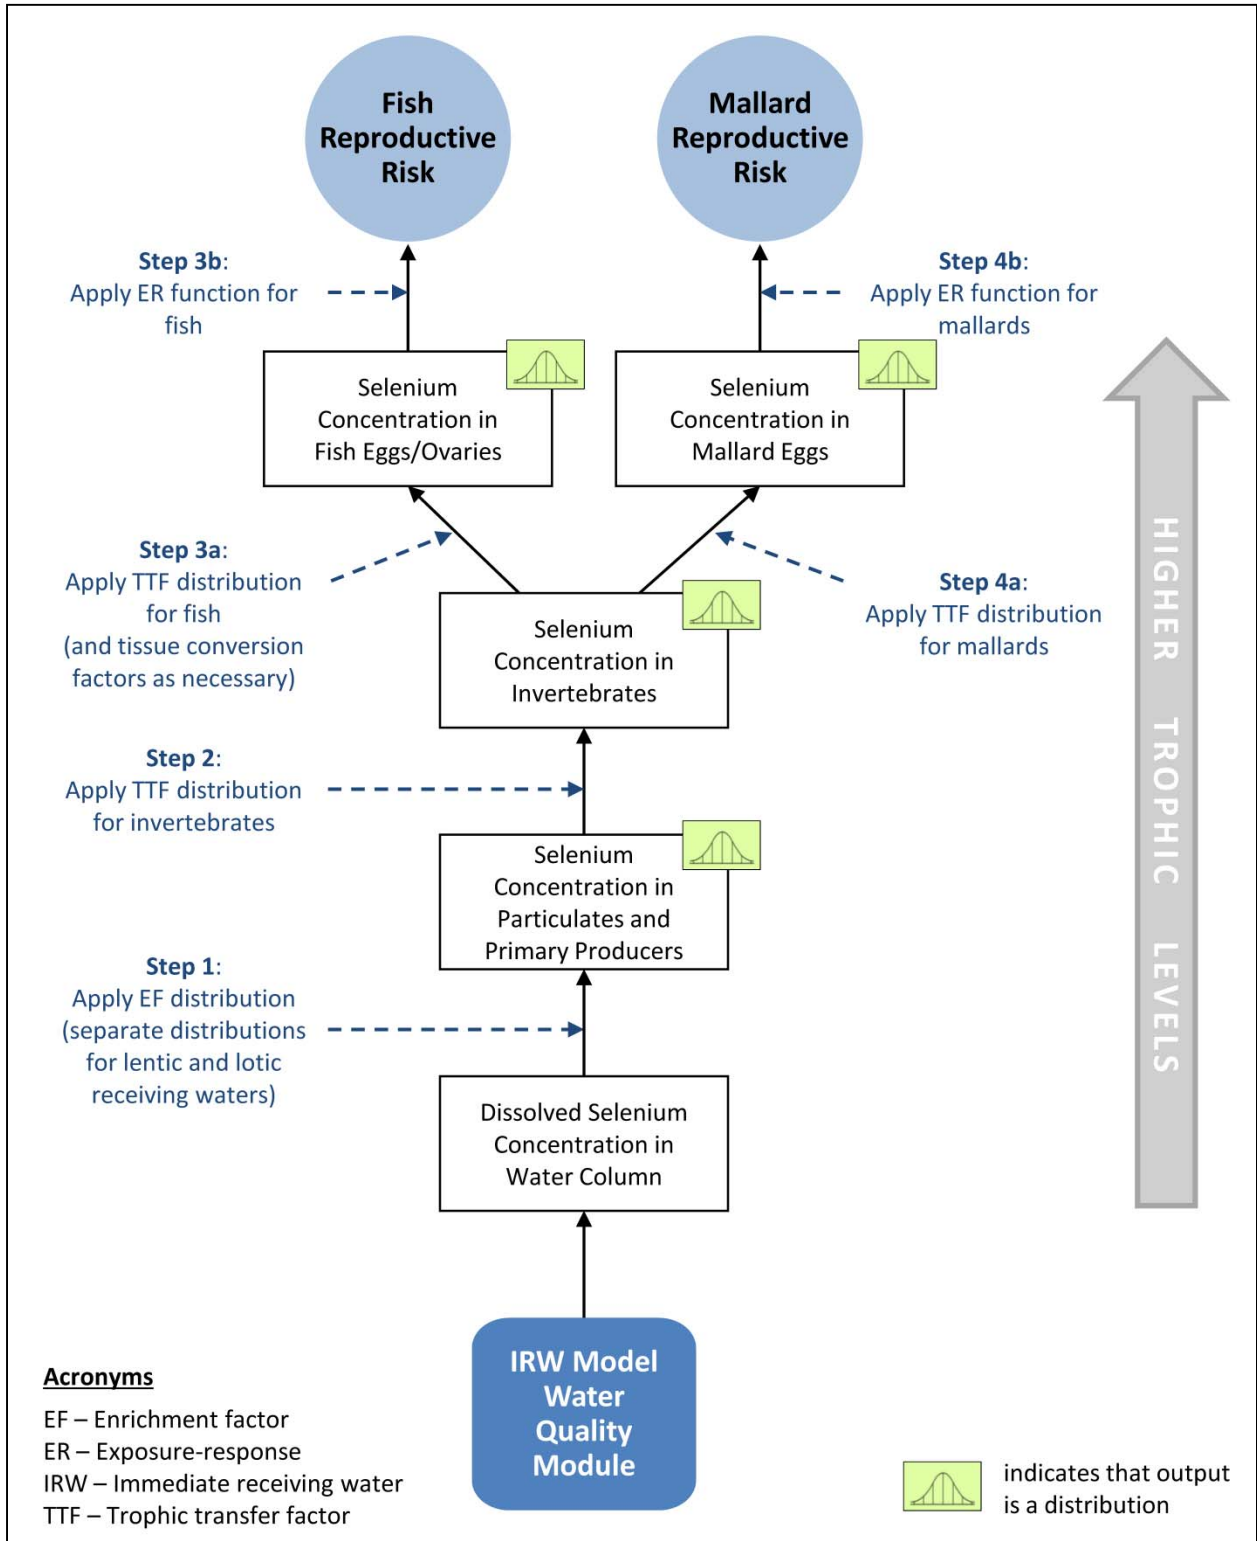 Fish
Reproductive
Risk
Mallard
Reproductive
Risk
Step 3b:
Apply ER function for
fish
Step 4b:
Apply ER function for
mallards
Selenium
Concentration in
Fish Eggs/Ovaries
Selenium
Concentration in
Mallard Eggs
Step 3a:
Apply TTF distribution
for fish
(and tissue conversion
factors as necessary)
Step 4a:
Apply TTF distribution
for mallards
Selenium
Concentration in
Invertebrates
Step 2:
Apply TTF distribution
for invertebrates
Selenium
Concentration in
Particulates and
Primary Producers
Step 1:
Apply EF distribution
(separate distributions
for lentic and lotic
receiving waters)
Dissolved Selenium
Concentration in
Water Column
HIGHER TROPHIC LEVELS
IRW Model
Water
Quality
Module
Acronyms
EF – Enrichment factor
ER – Exposure-response
IRW – Immediate receiving water
TTF – Trophic transfer factor
indicates that output
is a distribution